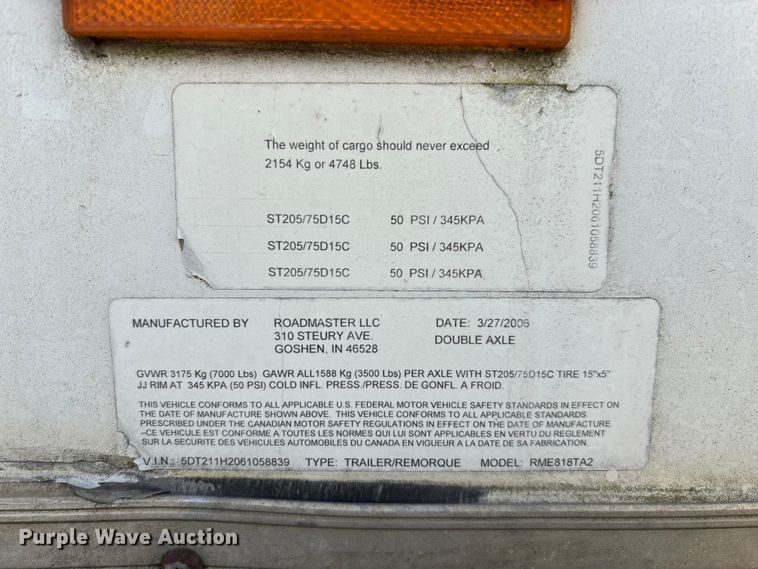 The weight of cargo should never exceed
2154 Kg or 4748 Lbs.
ST205/75D15C 50 PSI / 345KPA
ST205/75D15C 50 PSI / 345KPA
ST205/75D15C 50 PSI / 345KPA
5DT211H2061058839
MANUFACTURED BY ROADMASTER LLC DATE: 3/27/2006
310 STEURY AVE. DOUBLE AXLE
GOSHEN, IN 46528
GVWR 3175 Kg (7000 Lbs) GAWR ALL1588 Kg (3500 Lbs) PER AXLE WITH ST205/75D15C TIRE 15"x5"
JJ RIM AT 345 KPA (50 PSI) COLD INFL. PRESS./PRESS. DE GONFL. A FROID.
THIS VEHICLE CONFORMS TO ALL APPLICABLE U.S. FEDERAL MOTOR VEHICLE SAFETY STANDARDS IN EFFECT ON
THE DATE OF MANUFACTURE SHOWN ABOVE. THIS VEHICLE CONFORMS TO ALL APPLICABLE STANDARDS
PRESCRIBED UNDER THE CANADIAN MOTOR SAFETY REGULATIONS IN EFFECT ON THE DATE OF MANUFACTURE.
–CE VEHICULE EST CONFORME A TOUTES LES NORMES QUI LUI SONT APPLICABLES EN VERTU DU REGLEMENT
SUR LA SECURITE DES VEHICULES AUTOMOBILES DU CANADA EN VIGUEUR A LA DATE DE SA FABRICATION.
V.I.N.: 5DT211H2061058839 TYPE: TRAILER/REMORQUE MODEL: RME818TA2
Purple Wave Auction